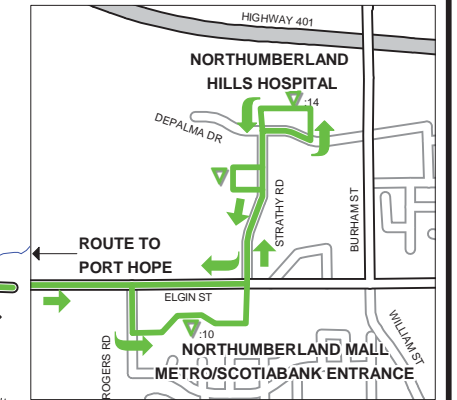 HIGHWAY 401
NORTHUMBERLAND
HILLS HOSPITAL
:14
DEPALMA DR
STRATHY RD
BURHAM ST
ROUTE TO
PORT HOPE
ELGIN ST
:10
ROGERS RD
WILLIAM ST
NORTHUMBERLAND MALL
METRO/SCOTIABANK ENTRANCE